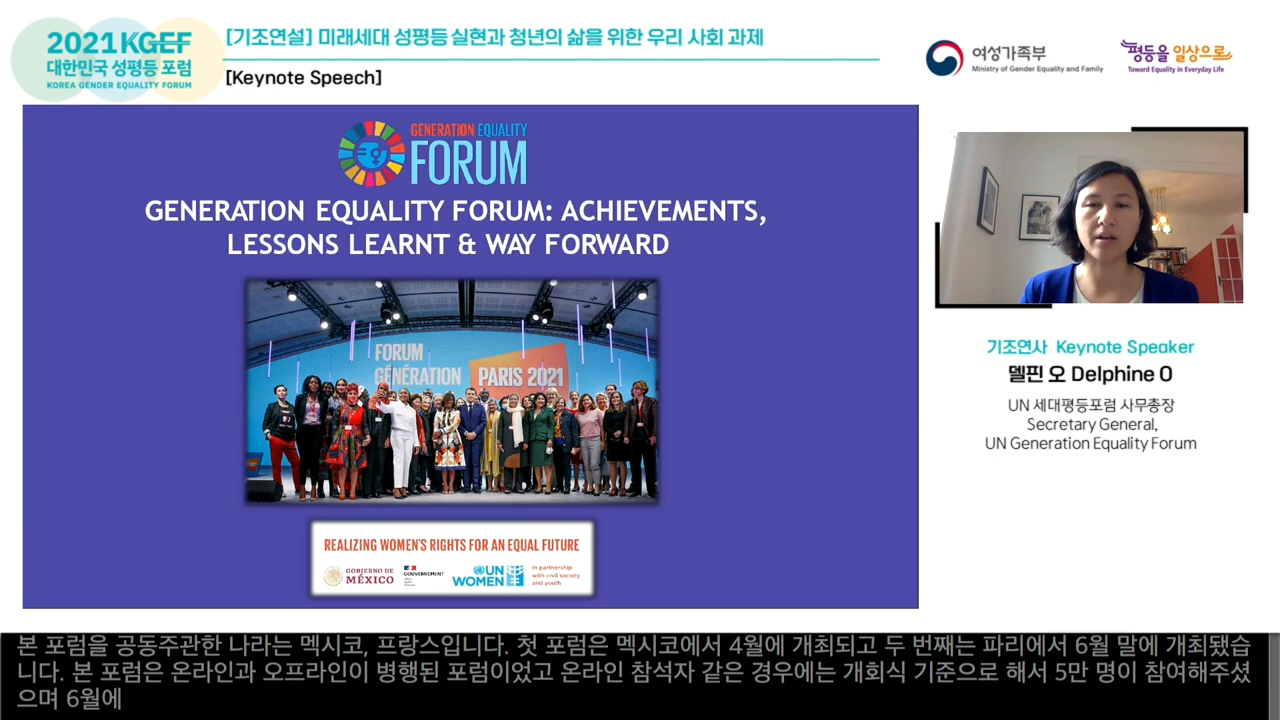 2021 KGEF
대한민국 성평등 포럼
KOREA GENDER EQUALITY FORUM
[기조연설] 미래세대 성평등 실현과 청년의 삶을 위한 우리 사회 과제
[Keynote Speech]
여성가족부
Ministry of Gender Equality and Family
평등을 일상으로
Toward Equality in Everyday Life
GENERATION EQUALITY
FORUM
GENERATION EQUALITY FORUM: ACHIEVEMENTS,
LESSONS LEARNT & WAY FORWARD
FORUM
GÉNÉRATION
PARIS 2021
REALIZING WOMEN'S RIGHTS FOR AN EQUAL FUTURE
GOBIERNO DE
MÉXICO
GOUVERNEMENT
UN
WOMEN
In partnership
with civil society
and youth
기조연사 Keynote Speaker
델핀 오 Delphine O
UN 세대평등포럼 사무총장
Secretary General,
UN Generation Equality Forum
본 포럼을 공동주관한 나라는 멕시코, 프랑스입니다. 첫 포럼은 멕시코에서 4월에 개최되고 두 번째는 파리에서 6월 말에 개최됐습
니다. 본 포럼은 온라인과 오프라인이 병행된 포럼이었고 온라인 참석자 같은 경우에는 개회식 기준으로 해서 5만 명이 참여해주셨
으며 6월에